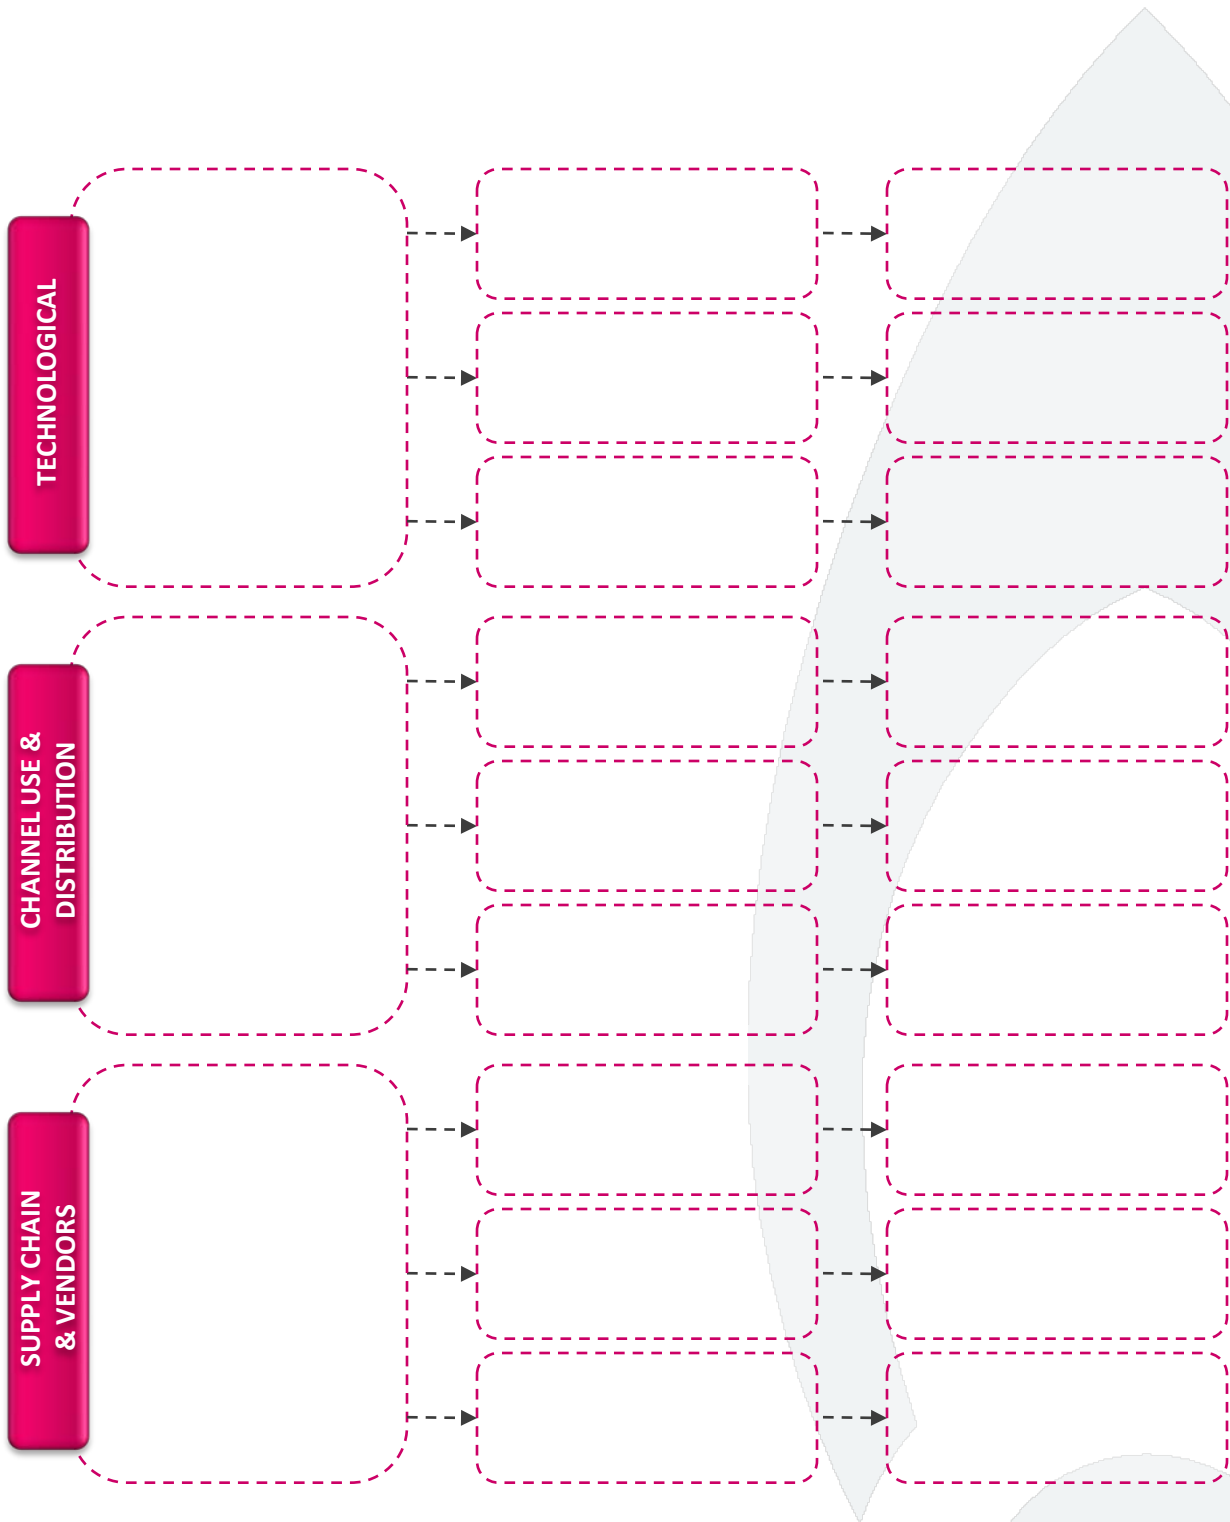 TECHNOLOGICAL
CHANNEL USE &
DISTRIBUTION
SUPPLY CHAIN
& VENDORS